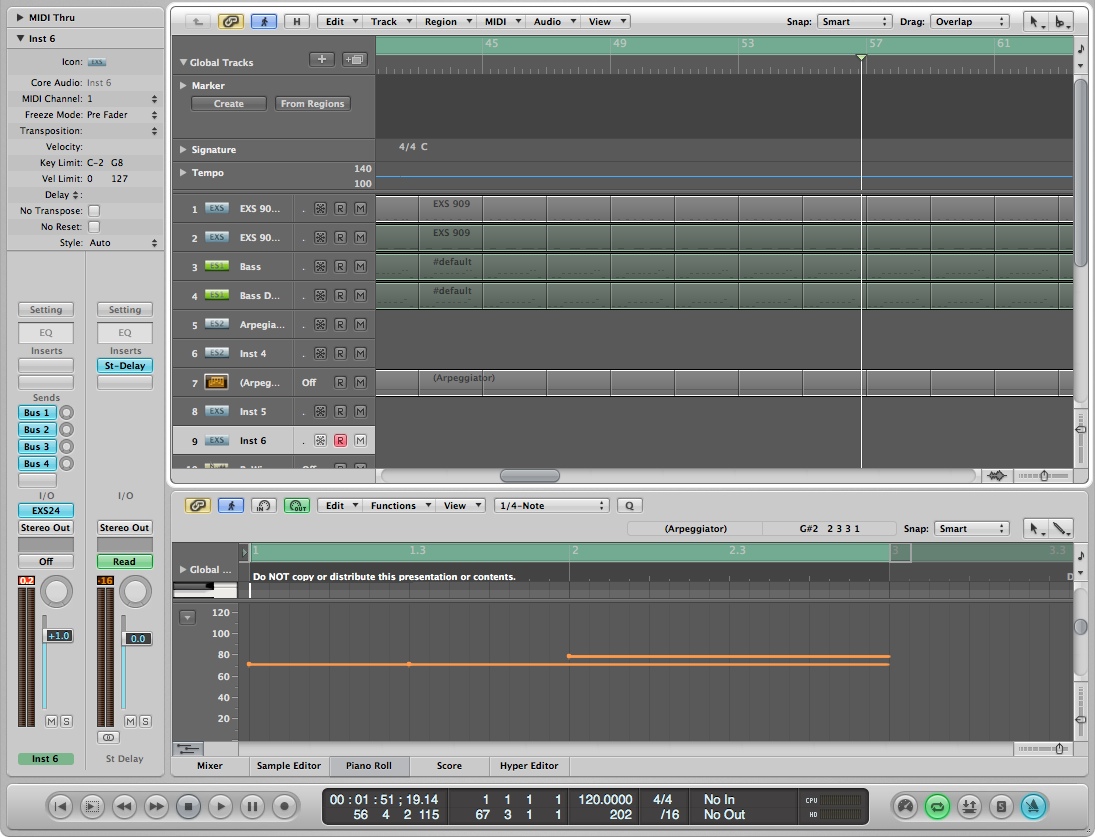 MIDI Thru
Inst 6
Icon: EXS
Core Audio: Inst 6
MIDI Channel: 1
Freeze Mode: Pre Fader
Transposition:
Velocity:
Key Limit: C-2 G8
Vel Limit: 0 127
Delay :
No Transpose:
No Reset:
Style: Auto
Setting Setting
EQ EQ
Inserts Inserts
St-Delay
Sends
Bus 1
Bus 2
Bus 3
Bus 4
I/O I/O
EXS24
Stereo Out Stereo Out
Off Read
0.2 -16
+1.0 0.0
M S M S
Inst 6 St Delay
H Edit Track Region MIDI Audio View Snap: Smart Drag: Overlap
45 49 53 57 61
Global Tracks
Marker
Create From Regions
Signature 4/4 C
Tempo 140
100
1 EXS EXS 90... . R M EXS 909
2 EXS EXS 90... . R M EXS 909
3 ES1 Bass . R M #default
4 ES1 Bass D... . R M #default
5 ES2 Arpegia... . R M
6 ES2 Inst 4 . R M
7 (Arpeg... Off R M (Arpeggiator)
8 EXS Inst 5 . R M
9 EXS Inst 6 . R M
IN OUT Edit Functions View 1/4-Note Q
(Arpeggiator) G#2 2 3 3 1 Snap: Smart
1 1.3 2 2.3 3 3.3
Global ...
Do NOT copy or distribute this presentation or contents. D
120
100
80
60
40
20
Mixer Sample Editor Piano Roll Score Hyper Editor
00 : 01 : 51 ; 19.14 1 1 1 1 120.0000 4/4 No In CPU
56 4 2 115 67 3 1 1 202 /16 No Out HD
S